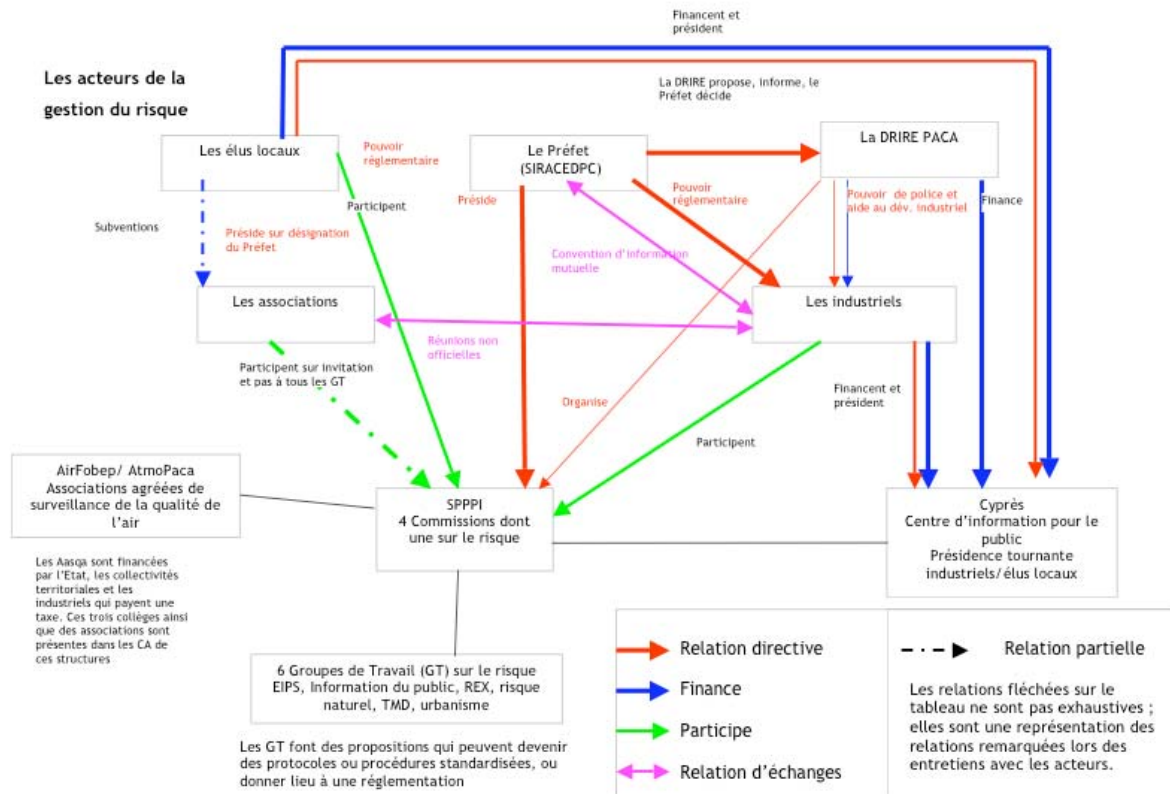 Financent et
président
Les acteurs de la
gestion du risque
La DRIRE propose, informe, le
Préfet décide
Les élus locaux
Pouvoir
réglementaire
Le Préfet
(SIRACEDPC)
La DRIRE PACA
Participent
Préside
Pouvoir
réglementaire
Pouvoir de police et
aide au dév. industriel
Finance
Subventions
Préside sur désignation
du Préfet
Convention d'information
mutuelle
Les associations
Les industriels
Réunions non
officielles
Participent sur invitation
et pas à tous les GT
Organise
Financent et
président
Participent
AirFobep/ AtmoPaca
Associations agréées de
surveillance de la qualité de
l'air
SPPPI
4 Commissions dont
une sur le risque
Cyprès
Centre d'information pour le
public
Présidence tournante
industriels/élus locaux
Les Aasqa sont financées
par l'Etat, les collectivités
territoriales et les
industriels qui payent une
taxe. Ces trois collèges ainsi
que des associations sont
présentes dans les CA de
ces structures
6 Groupes de Travail (GT) sur le risque
EIPS, Information du public, REX, risque
naturel, TMD, urbanisme
Les GT font des propositions qui peuvent devenir
des protocoles ou procédures standardisées, ou
donner lieu à une réglementation
Relation directive
Finance
Participe
Relation d'échanges
Relation partielle
Les relations fléchées sur le
tableau ne sont pas exhaustives ;
elles sont une représentation des
relations remarquées lors des
entretiens avec les acteurs.